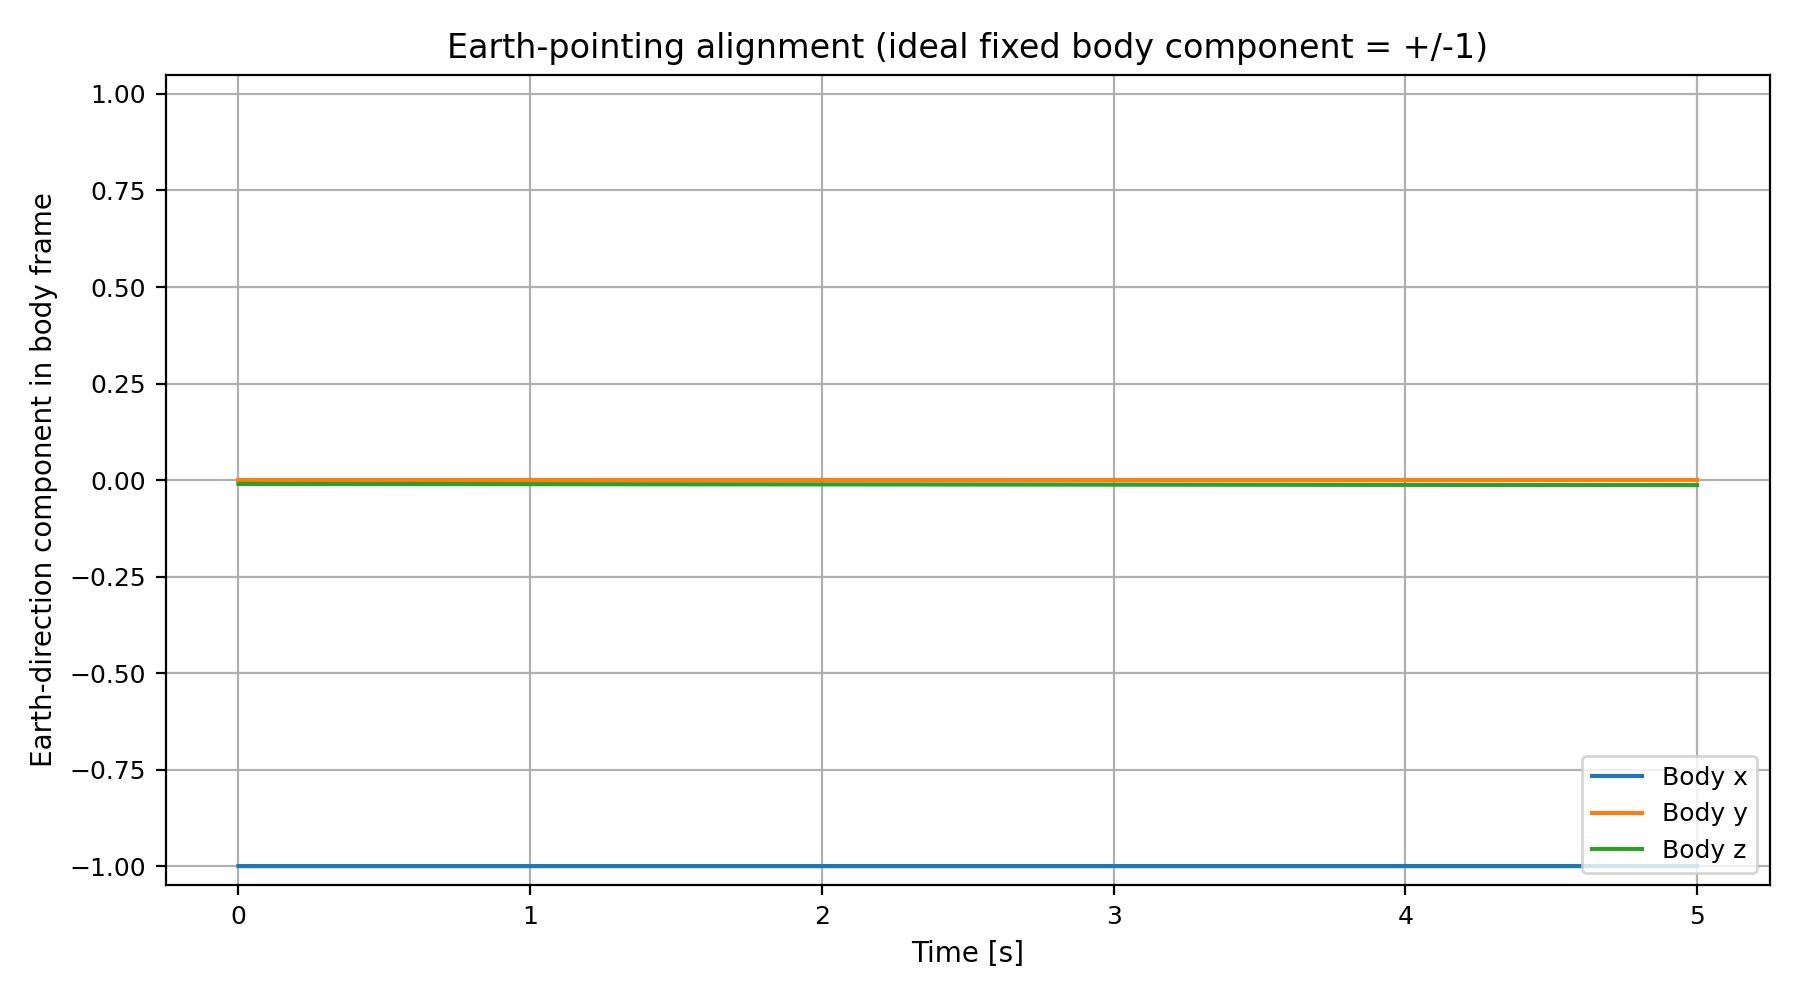 Earth-pointing alignment (ideal fixed body component = +/-1)
Earth-direction component in body frame
1.00
0.75
0.50
0.25
0.00
−0.25
−0.50
−0.75
−1.00
Body x
Body y
Body z
0 1 2 3 4 5
Time [s]